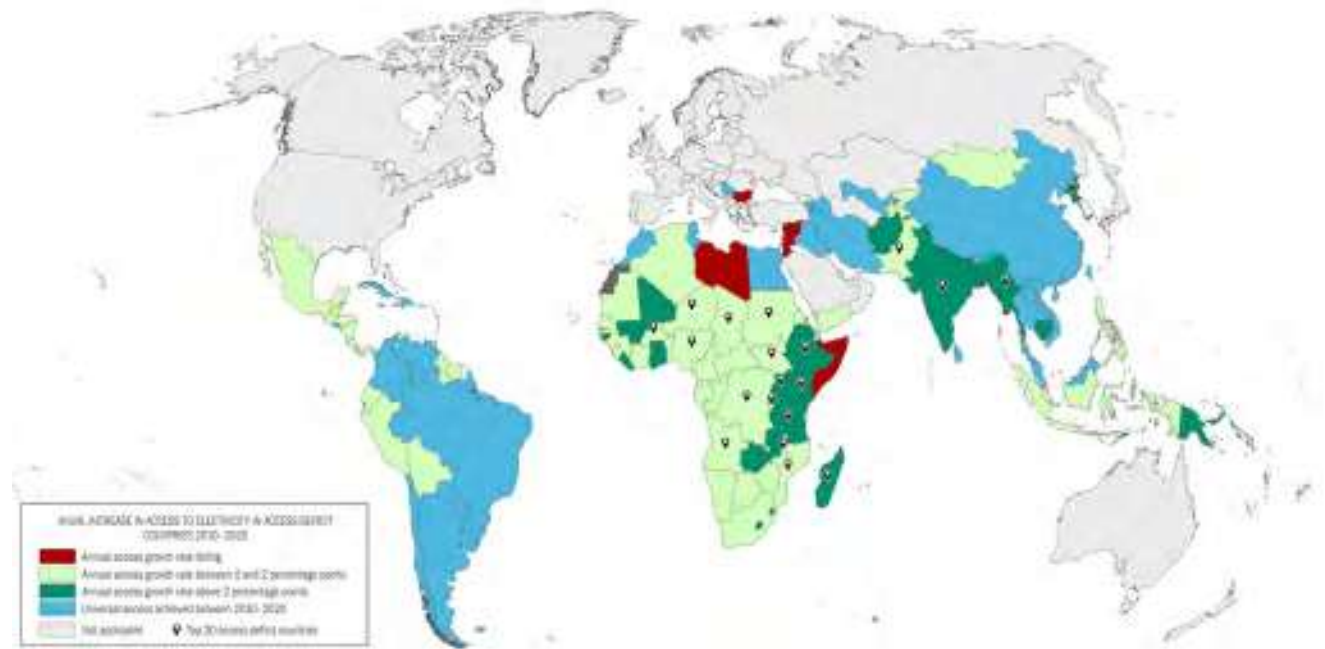 ANNUAL INCREASE IN ACCESS TO ELECTRICITY IN ACCESS-DEFICIT
COUNTRIES 2010-2020
Annual access growth rate falling
Annual access growth rate between 0 and 2 percentage points
Annual access growth rate above 2 percentage points
Universal access achieved between 2010-2020
Not applicable
Top 20 access deficit countries